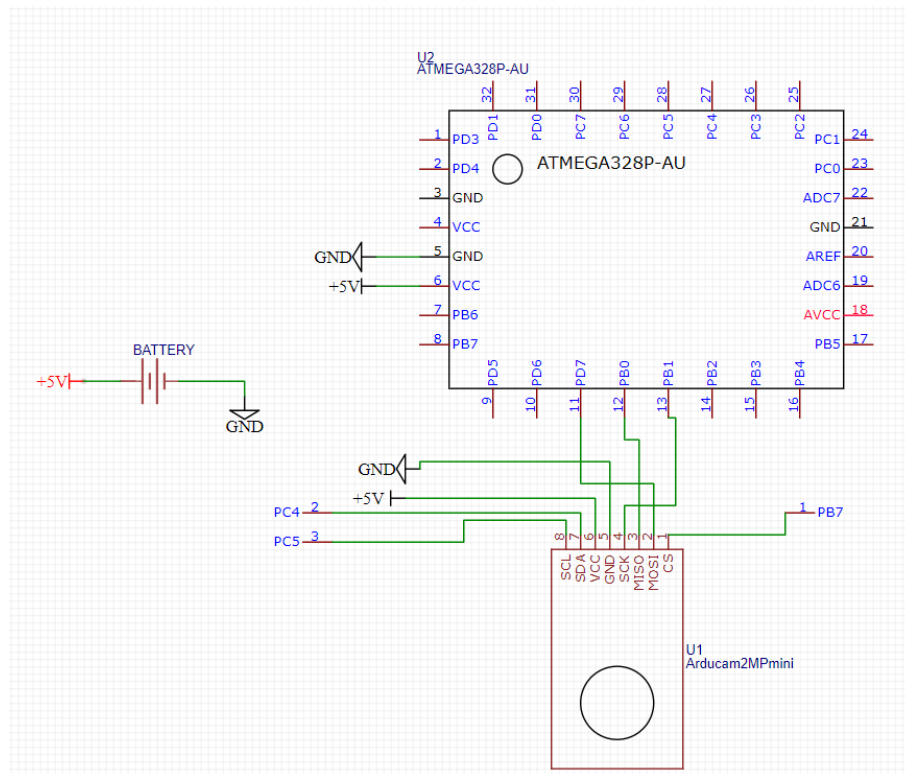 U2
ATMEGA328P-AU
32 31 30 29 28 27 26 25
PD1 PD0 PC7 PC6 PC5 PC4 PC3 PC2
1 PD3 PC1 24
ATMEGA328P-AU
2 PD4 PC0 23
3 GND ADC7 22
4 VCC GND 21
GND 5 GND AREF 20
+5V 6 VCC ADC6 19
7 PB6 AVCC 18
8 PB7 PB5 17
PD5 PD6 PD7 PB0 PB1 PB2 PB3 PB4
9 10 11 12 13 14 15 16
BATTERY
+5V
GND
GND
+5V
PC4 2
1 PB7
PC5 3
8 7 6 5 4 3 2 1
SCL SDA VCC GND SCK MISO MOSI CS
U1
Arducam2MPmini